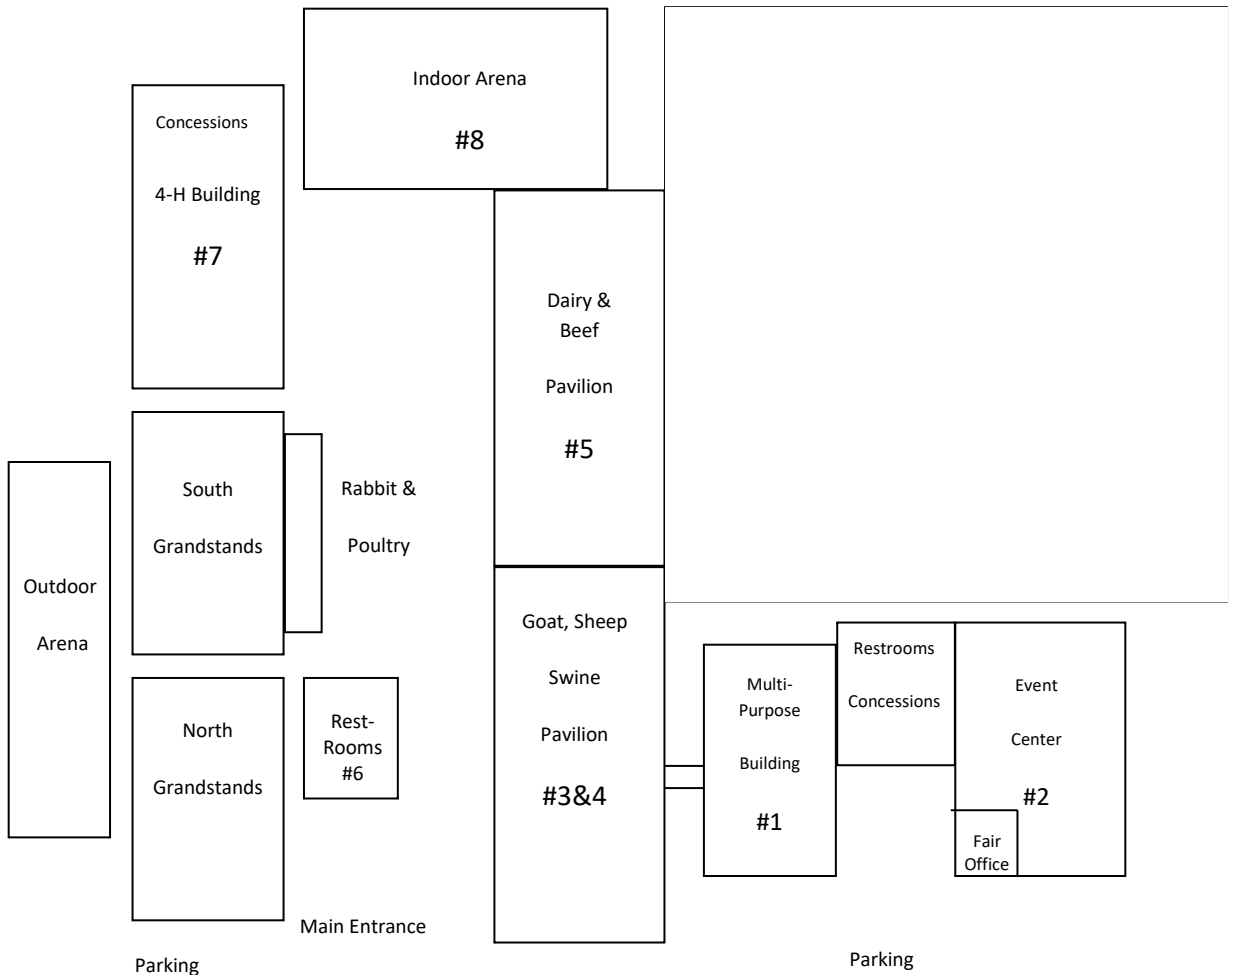 Indoor Arena
#8
Concessions
4-H Building
#7
Dairy &
Beef
Pavilion
#5
South
Grandstands
Rabbit &
Poultry
Outdoor
Arena
Goat, Sheep
Swine
Pavilion
#3&4
North
Grandstands
Rest-
Rooms
#6
Multi-
Purpose
Building
#1
Restrooms
Concessions
Event
Center
#2
Fair
Office
Main Entrance
Parking
Parking